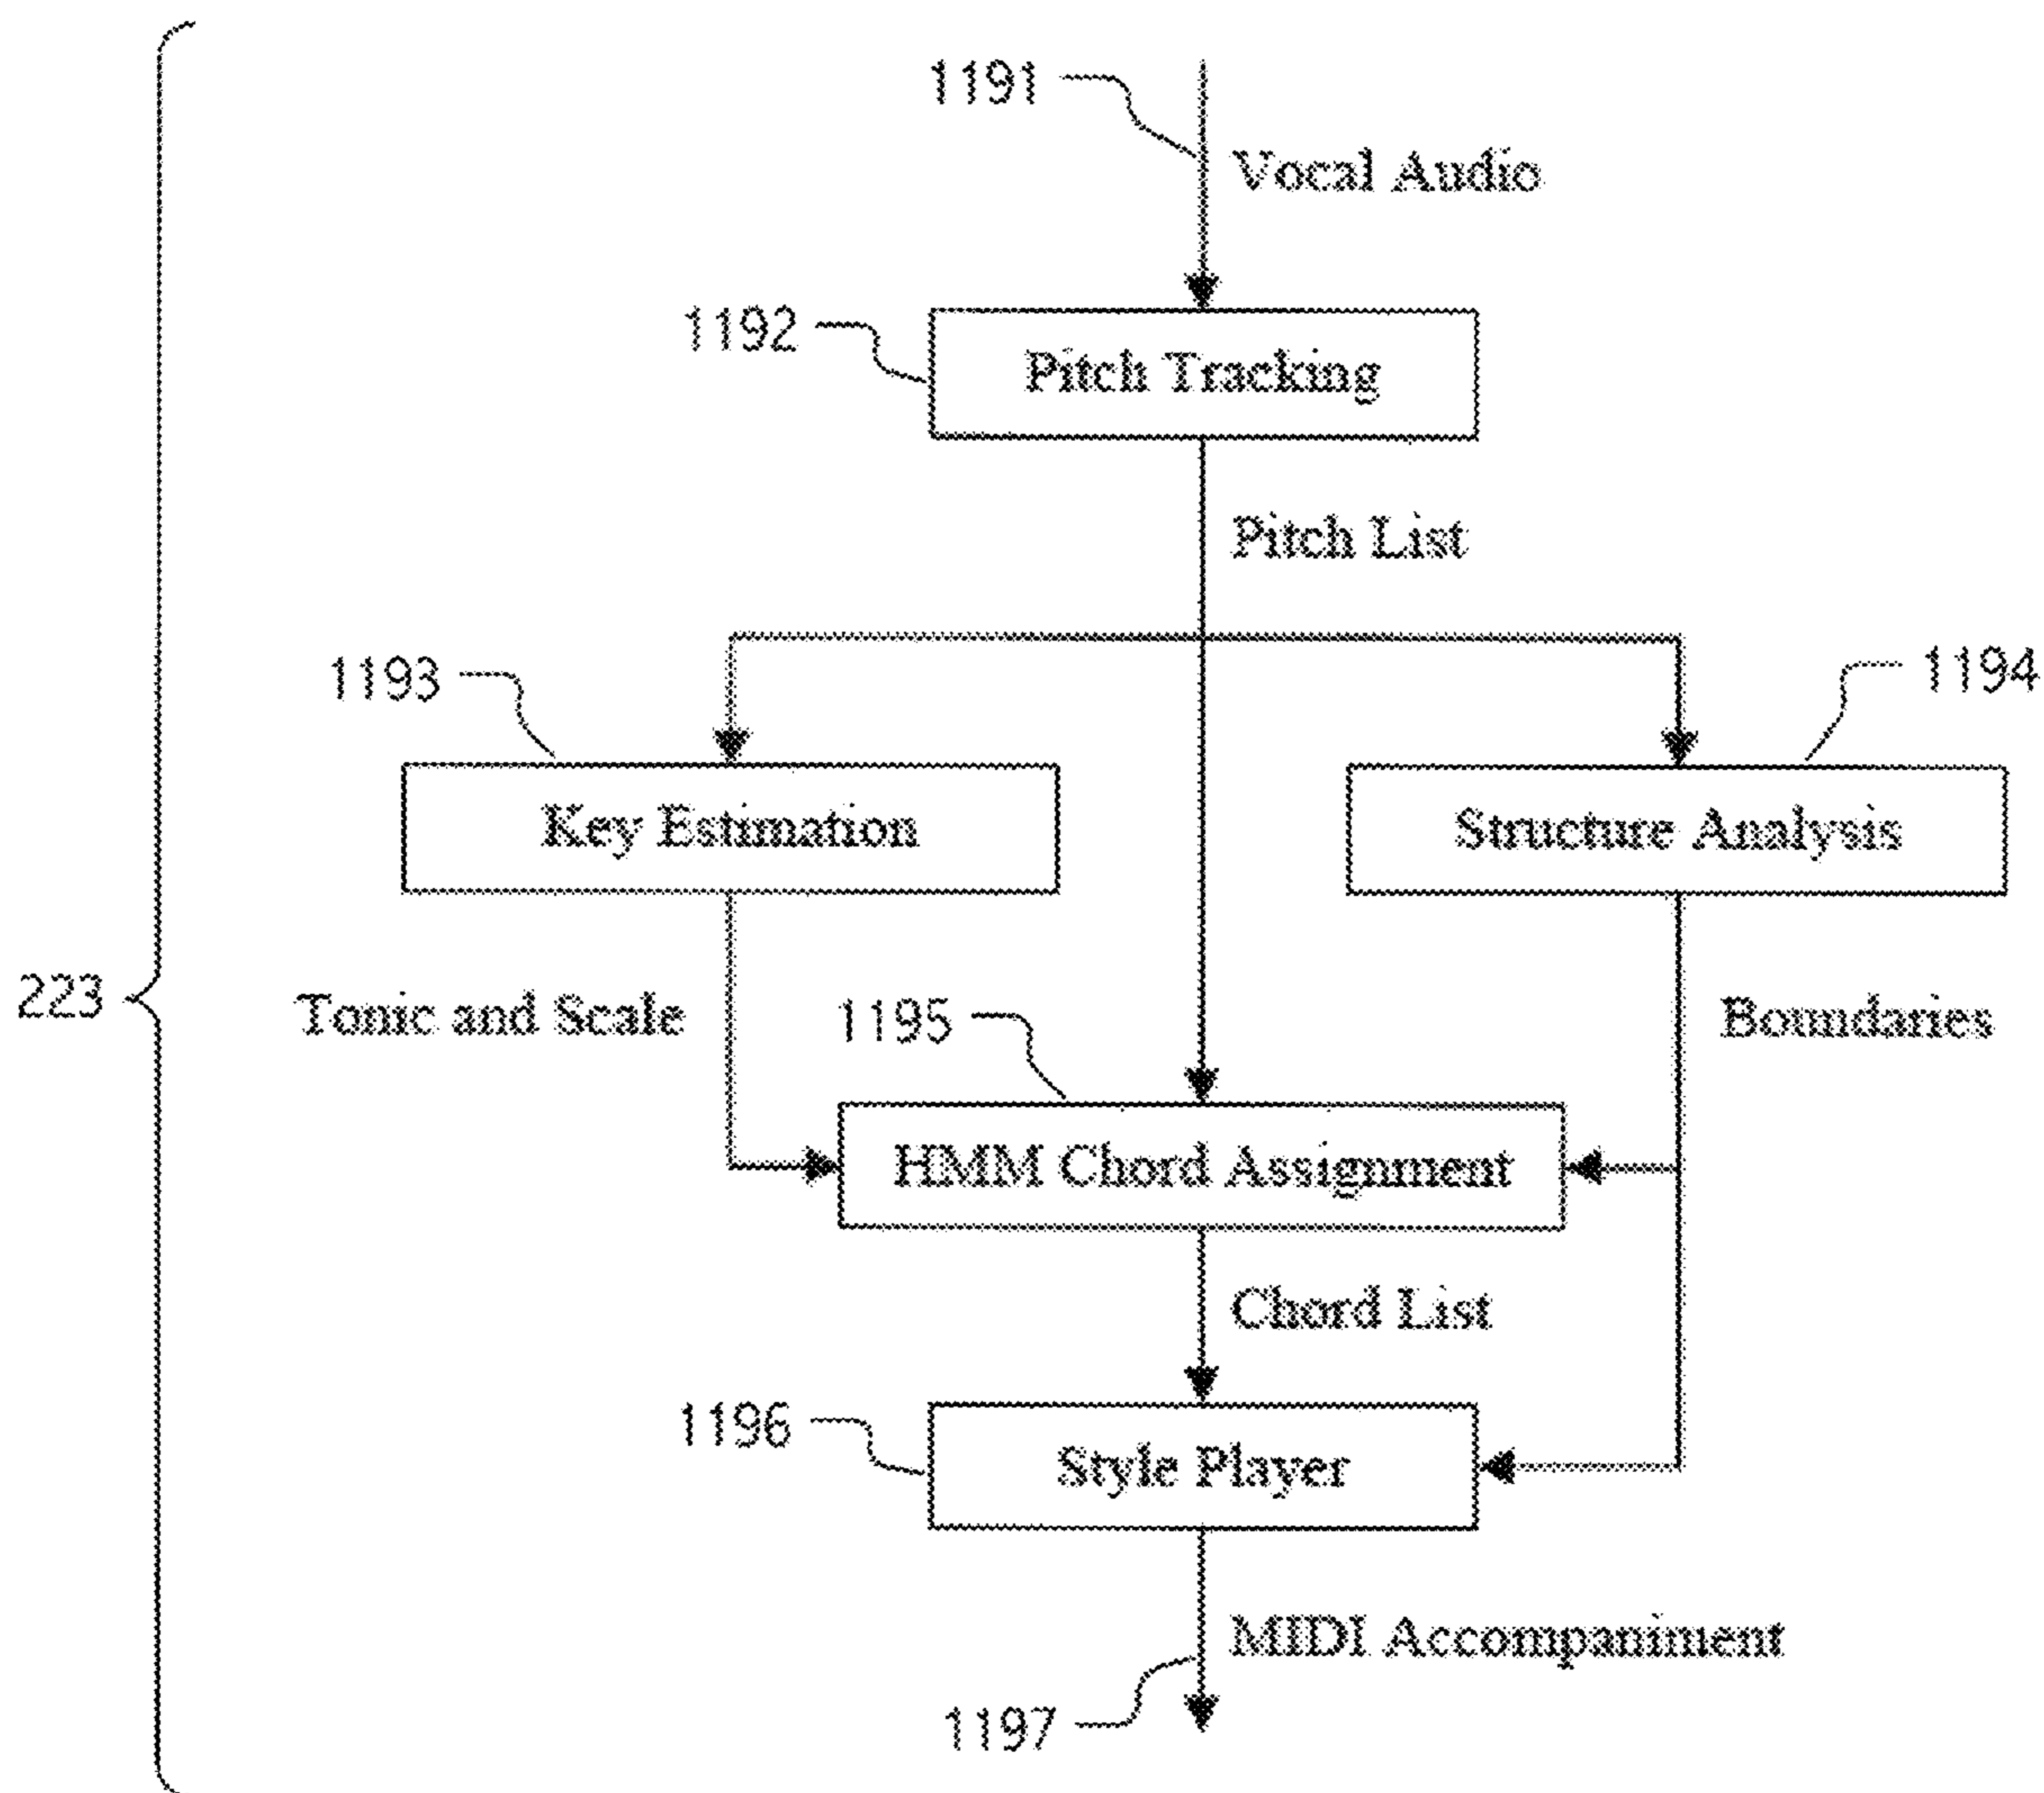 1191
Vocal Audio
1192
Pitch Tracking
Pitch List
1193
1194
Key Estimation
Structure Analysis
223
Tonic and Scale
1195
Boundaries
HMM Chord Assignment
Chord List
1196
Style Player
MIDI Accompaniment
1197